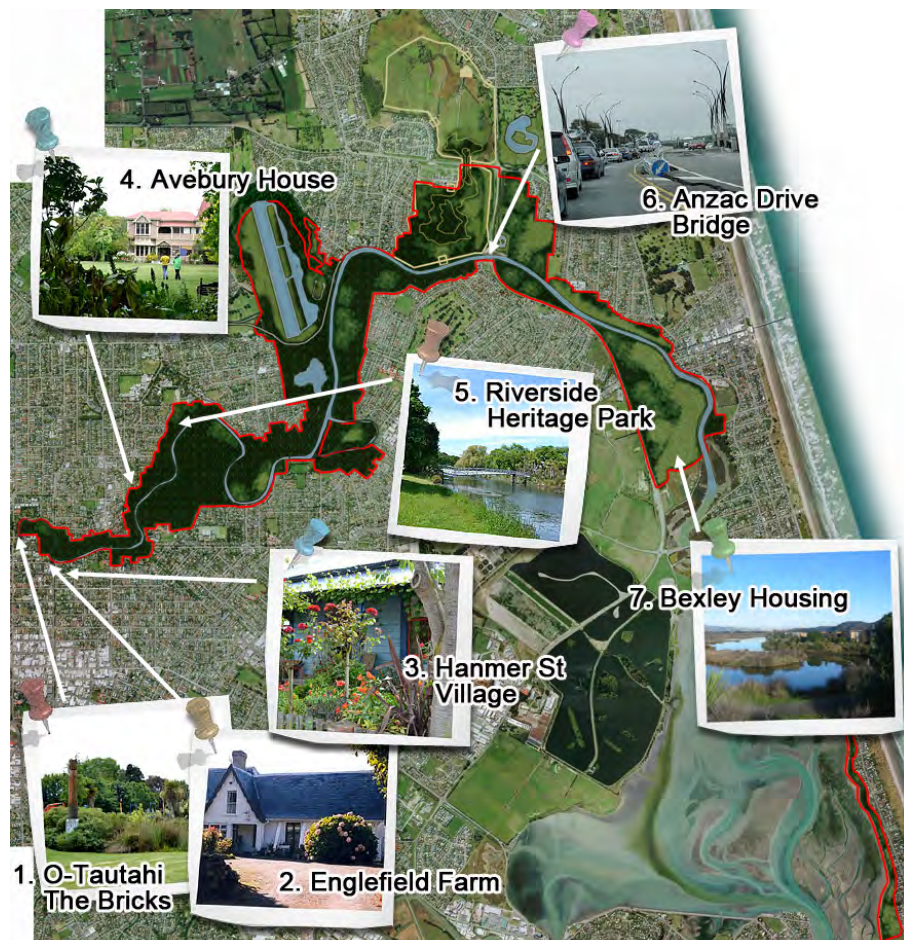 4. Avebury House
6. Anzac Drive
Bridge
5. Riverside
Heritage Park
7. Bexley Housing
3. Hanmer St
Village
1. O-Tautahi
The Bricks
2. Englefield Farm